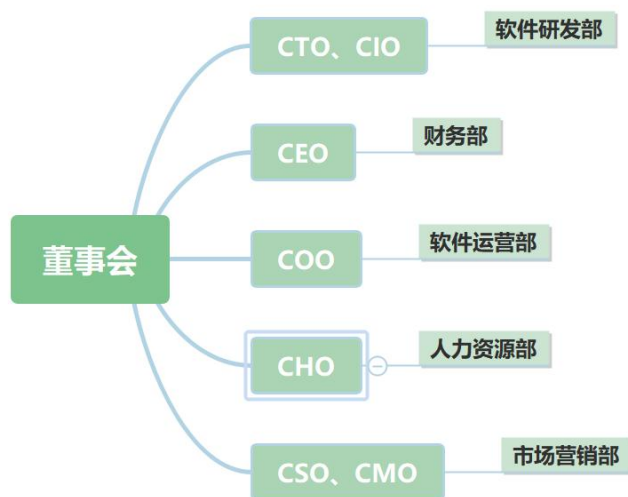 CTO、CIO
软件研发部
CEO
财务部
董事会
COO
软件运营部
CHO
人力资源部
CSO、CMO
市场营销部